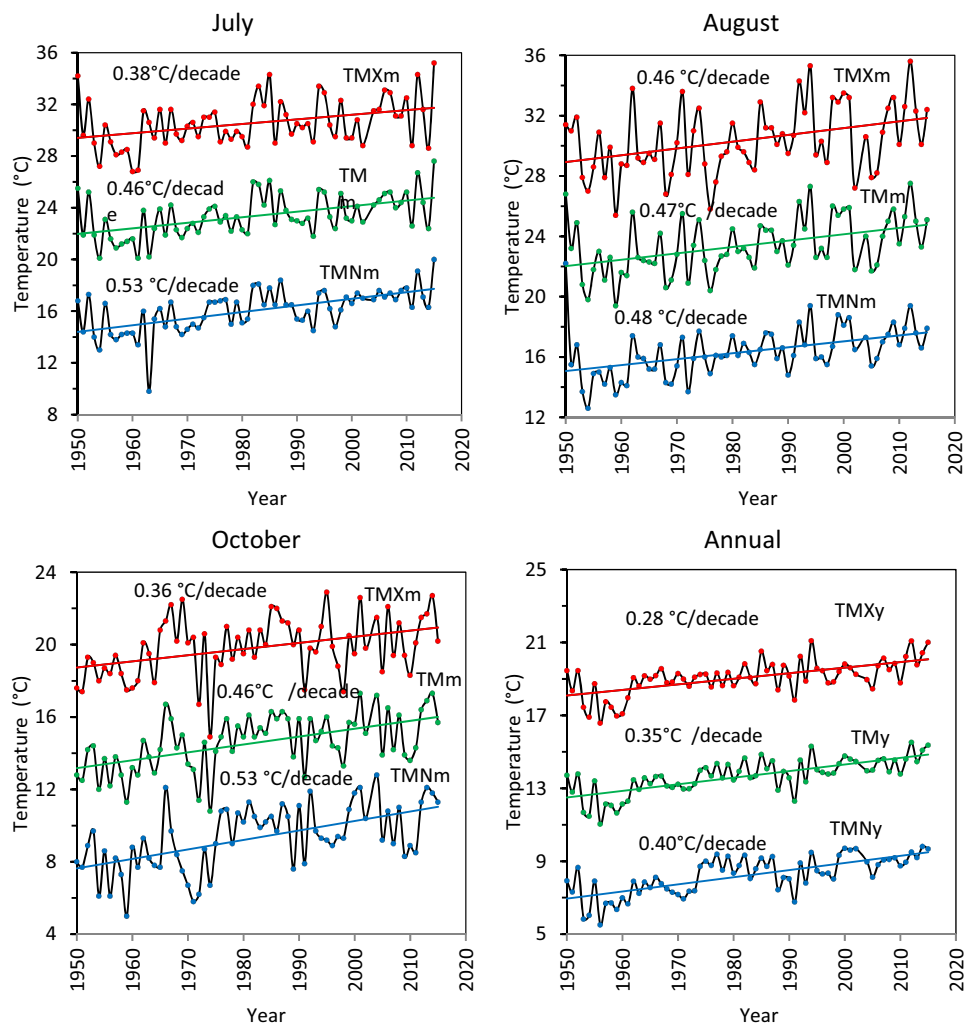 July
36
32
28
24
20
16
12
8
Temperature (°C)
0.38°C/decade
TMXm
0.46°C/decad
e
TM
m
0.53 °C/decade
TMNm
1950
1960
1970
1980
1990
2000
2010
2020
Year
August
36
32
28
24
20
16
12
Temperature (°C)
0.46 °C/decade
TMXm
0.47°C /decade
TMm
0.48 °C/decade
TMNm
1950
1960
1970
1980
1990
2000
2010
2020
Year
October
24
20
16
12
8
4
Temperature (°C)
0.36 °C/decade
TMXm
0.46°C /decade
TMm
0.53 °C/decade
TMNm
1950
1960
1970
1980
1990
2000
2010
2020
Year
Annual
25
21
17
13
9
5
Temperature (°C)
0.28 °C/decade
TMXy
0.35°C /decade
TMy
0.40°C/decade
TMNy
1950
1960
1970
1980
1990
2000
2010
2020
Year